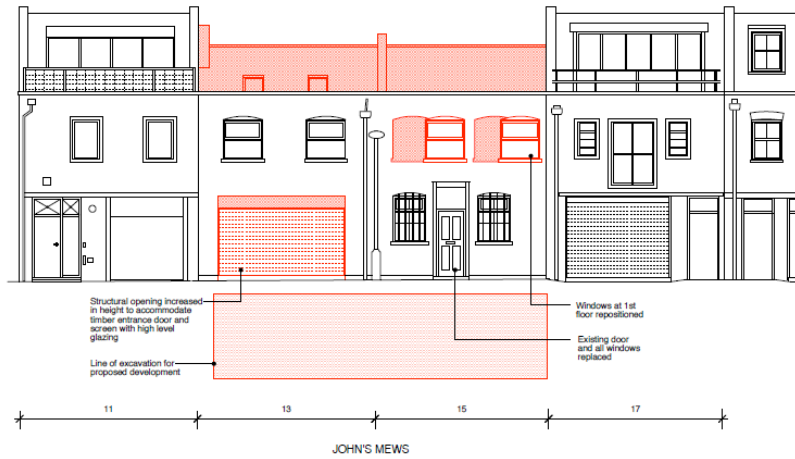 Structural opening increased
in height to accommodate
timber entrance door and
screen with high level
glazing
Line of excavation for
proposed development
Windows at 1st
floor repositioned
Existing door
and all windows
replaced
11
13
15
17
JOHN'S MEWS